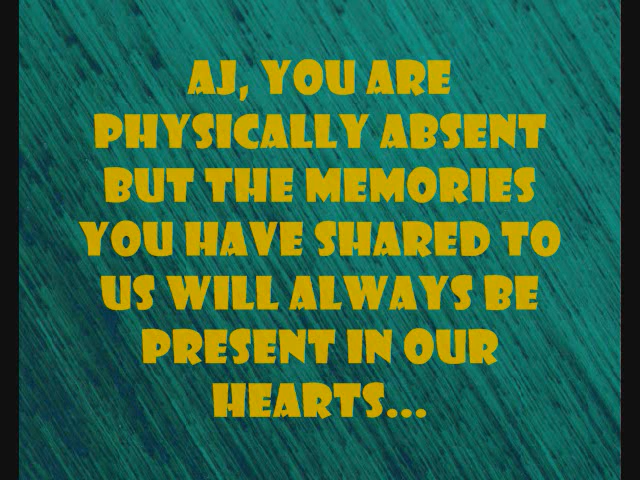 AJ, YOU ARE
PHYSICALLY ABSENT
BUT THE MEMORIES
YOU HAVE SHARED TO
US WILL ALWAYS BE
PRESENT IN OUR
HEARTS...